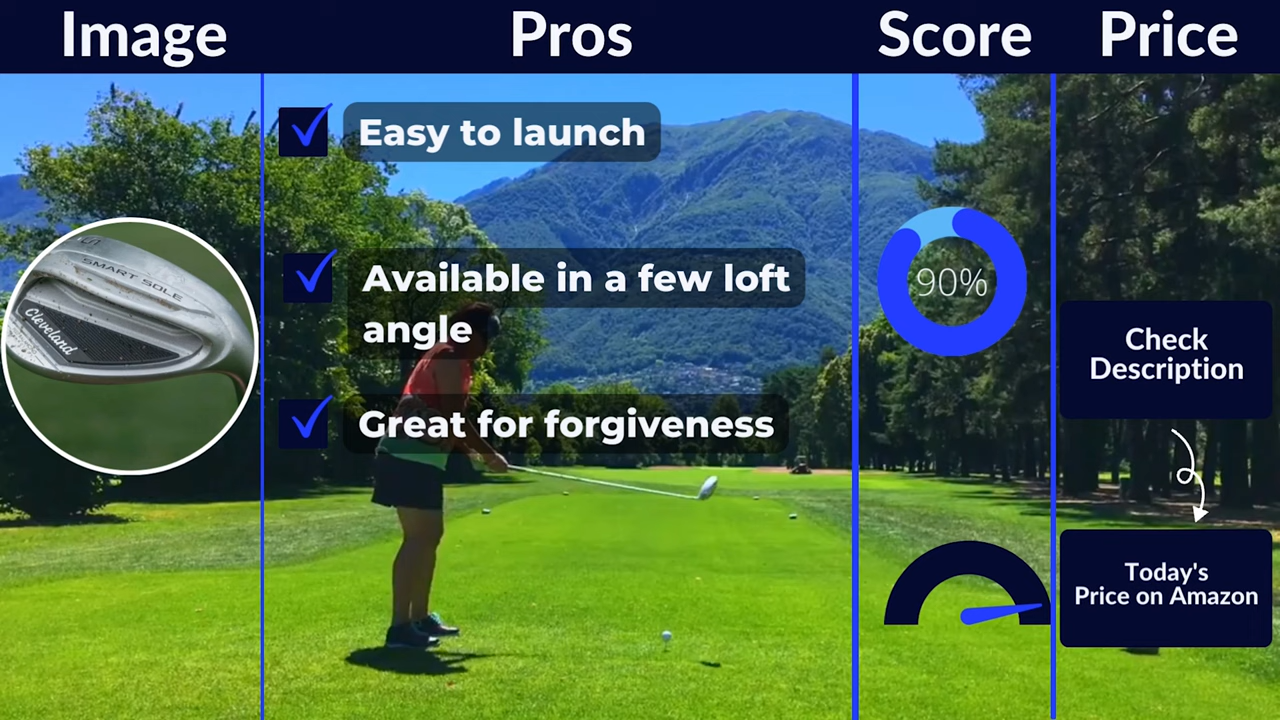 Image
Pros
Score
Price
Easy to launch
Available in a few loft
angle
Great for forgiveness
SMART SOLE
Cleveland
90%
Check
Description
Today's
Price on Amazon